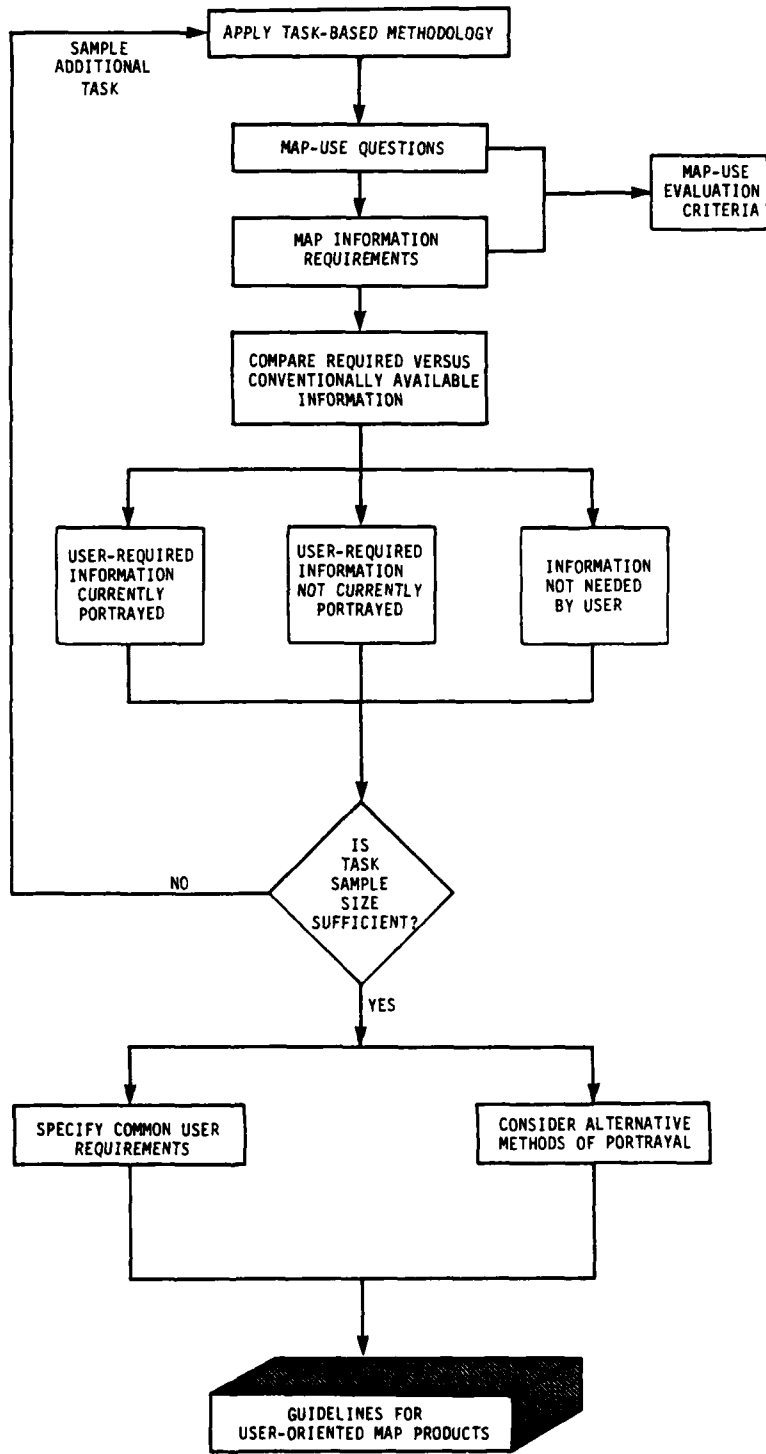 APPLY TASK-BASED METHODOLOGY
SAMPLE
ADDITIONAL
TASK
MAP-USE QUESTIONS
MAP-USE
EVALUATION
CRITERIA
MAP INFORMATION
REQUIREMENTS
COMPARE REQUIRED VERSUS
CONVENTIONALLY AVAILABLE
INFORMATION
USER-REQUIRED
INFORMATION
CURRENTLY
PORTRAYED
USER-REQUIRED
INFORMATION
NOT CURRENTLY
PORTRAYED
INFORMATION
NOT NEEDED
BY USER
IS
TASK
SAMPLE
SIZE
SUFFICIENT?
NO
YES
SPECIFY COMMON USER
REQUIREMENTS
CONSIDER ALTERNATIVE
METHODS OF PORTRAYAL
GUIDELINES FOR
USER-ORIENTED MAP PRODUCTS